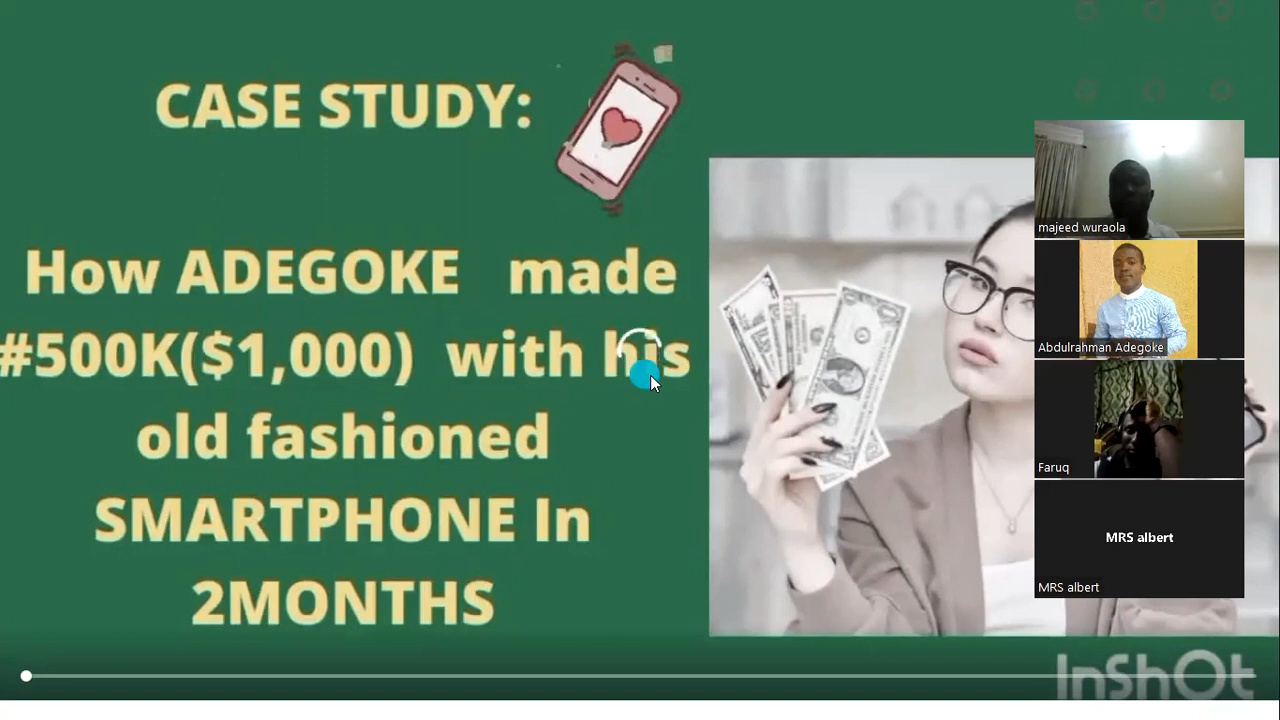 CASE STUDY:
How ADEGOKE made
#500K($1,000) with his
old fashioned
SMARTPHONE In
2MONTHS
majeed wuraola
Abdulrahman Adegoke
Faruq
MRS albert
MRS albert
InShOt